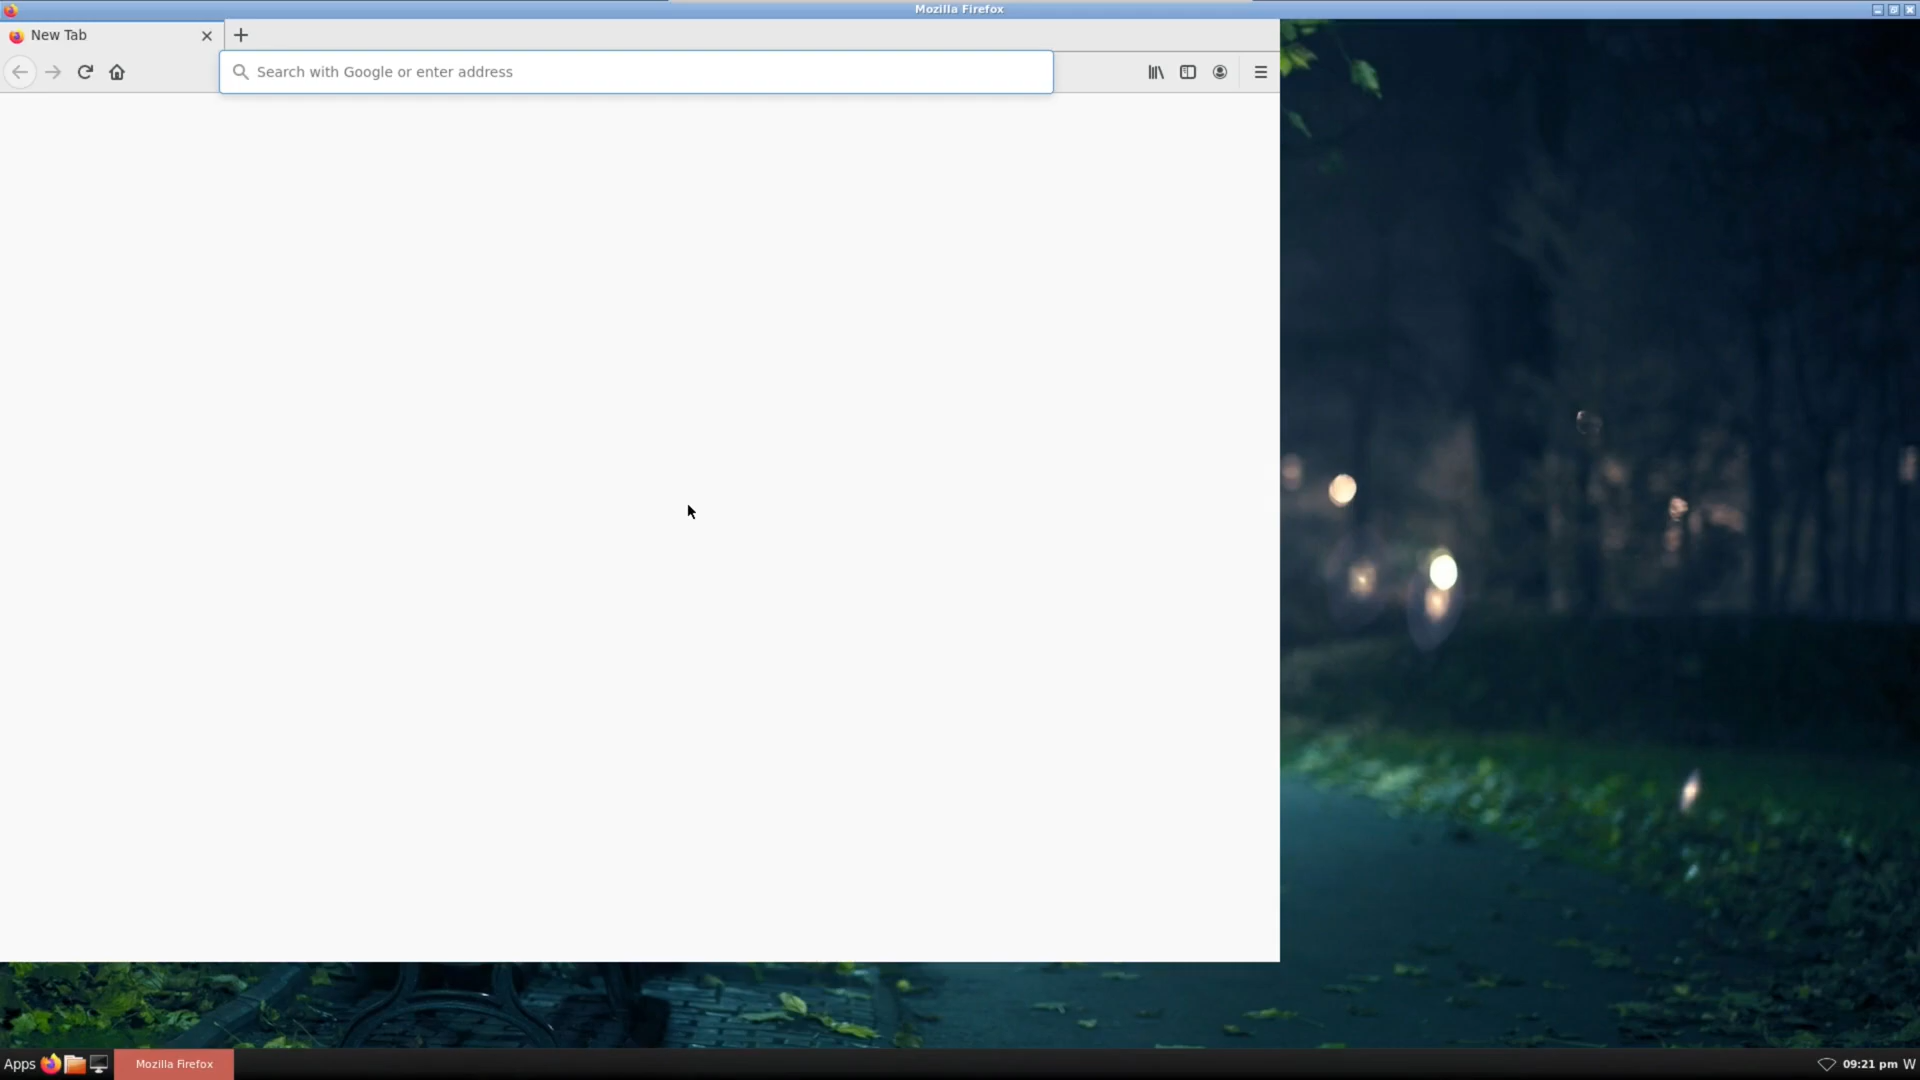 Mozilla Firefox
New Tab
Search with Google or enter address
Apps
Mozilla Firefox
09:21 pm W